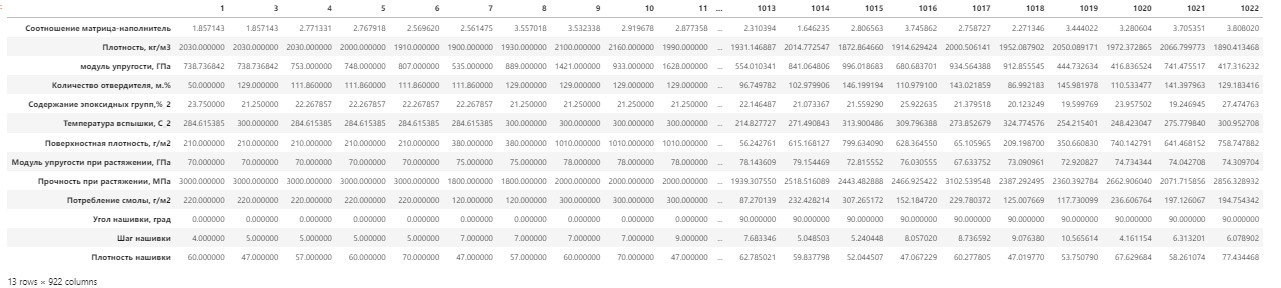 1 3 4 5 6 7 8 9 10 11 ... 1013 1014 1015 1016 1017 1018 1019 1020 1021 1022
Соотношение матрица-наполнитель 1.857143 1.857143 2.771331 2.767918 2.569620 2.561475 3.557018 3.532338 2.919678 2.877358 ... 2.310394 1.646235 2.806563 3.745862 2.758727 2.271346 3.444022 3.280604 3.705351 3.808020
Плотность, кг/м3 2030.000000 2030.000000 2030.000000 2000.000000 1910.000000 1900.000000 1930.000000 2100.000000 2160.000000 1990.000000 ... 1931.146887 2014.772547 1872.864660 1914.629424 2000.506141 1952.087902 2050.089171 1972.372865 2066.799773 1890.413468
модуль упругости, ГПа 738.736842 738.736842 753.000000 748.000000 807.000000 535.000000 889.000000 1421.000000 933.000000 1628.000000 ... 554.010341 841.064806 996.018683 680.683701 934.564388 912.855545 444.732634 416.836524 741.475517 417.316232
Количество отвердителя, м.% 50.000000 129.000000 111.860000 111.860000 111.860000 111.860000 129.000000 129.000000 129.000000 129.000000 ... 96.749782 102.979906 146.199194 110.979100 143.021859 86.992183 145.981978 110.533477 141.397963 129.183416
Содержание эпоксидных групп,%_2 23.750000 21.250000 22.267857 22.267857 22.267857 22.267857 21.250000 21.250000 21.250000 21.250000 ... 22.146487 21.073367 21.559290 25.922635 21.379518 20.123249 19.599769 23.957502 19.246945 27.474763
Температура вспышки, С_2 284.615385 300.000000 284.615385 284.615385 284.615385 284.615385 300.000000 300.000000 300.000000 300.000000 ... 214.827727 271.490843 313.900486 309.796388 273.852679 324.774576 254.215401 248.423047 275.779840 300.952708
Поверхностная плотность, г/м2 210.000000 210.000000 210.000000 210.000000 210.000000 380.000000 380.000000 1010.000000 1010.000000 1010.000000 ... 56.242761 615.168127 799.634090 628.364550 65.105965 209.198700 350.660830 740.142791 641.468152 758.747882
Модуль упругости при растяжении, ГПа 70.000000 70.000000 70.000000 70.000000 70.000000 75.000000 75.000000 78.000000 78.000000 78.000000 ... 78.143609 79.154469 72.815552 76.030555 67.633752 73.090961 72.920827 74.734344 74.042708 74.309704
Прочность при растяжении, МПа 3000.000000 3000.000000 3000.000000 3000.000000 3000.000000 1800.000000 1800.000000 2000.000000 2000.000000 2000.000000 ... 1939.307550 2518.516089 2443.482888 2466.925422 3102.539548 2387.292495 2360.392784 2662.906040 2071.715856 2856.328932
Потребление смолы, г/м2 220.000000 220.000000 220.000000 220.000000 220.000000 120.000000 120.000000 300.000000 300.000000 300.000000 ... 87.270139 232.428214 307.265172 152.184720 229.780372 125.007669 117.730099 236.606764 197.126067 194.754342
Угол нашивки, град 0.000000 0.000000 0.000000 0.000000 0.000000 0.000000 0.000000 0.000000 0.000000 0.000000 ... 90.000000 90.000000 90.000000 90.000000 90.000000 90.000000 90.000000 90.000000 90.000000 90.000000
Шаг нашивки 4.000000 5.000000 5.000000 5.000000 5.000000 7.000000 7.000000 7.000000 7.000000 9.000000 ... 7.683346 5.048503 5.240448 8.057020 8.736592 9.076380 10.565614 4.161154 6.313201 6.078902
Плотность нашивки 60.000000 47.000000 57.000000 60.000000 70.000000 47.000000 57.000000 60.000000 70.000000 47.000000 ... 62.785021 59.837798 52.044507 47.067229 60.277805 47.019770 53.750790 67.629684 58.261074 77.434468
13 rows × 922 columns